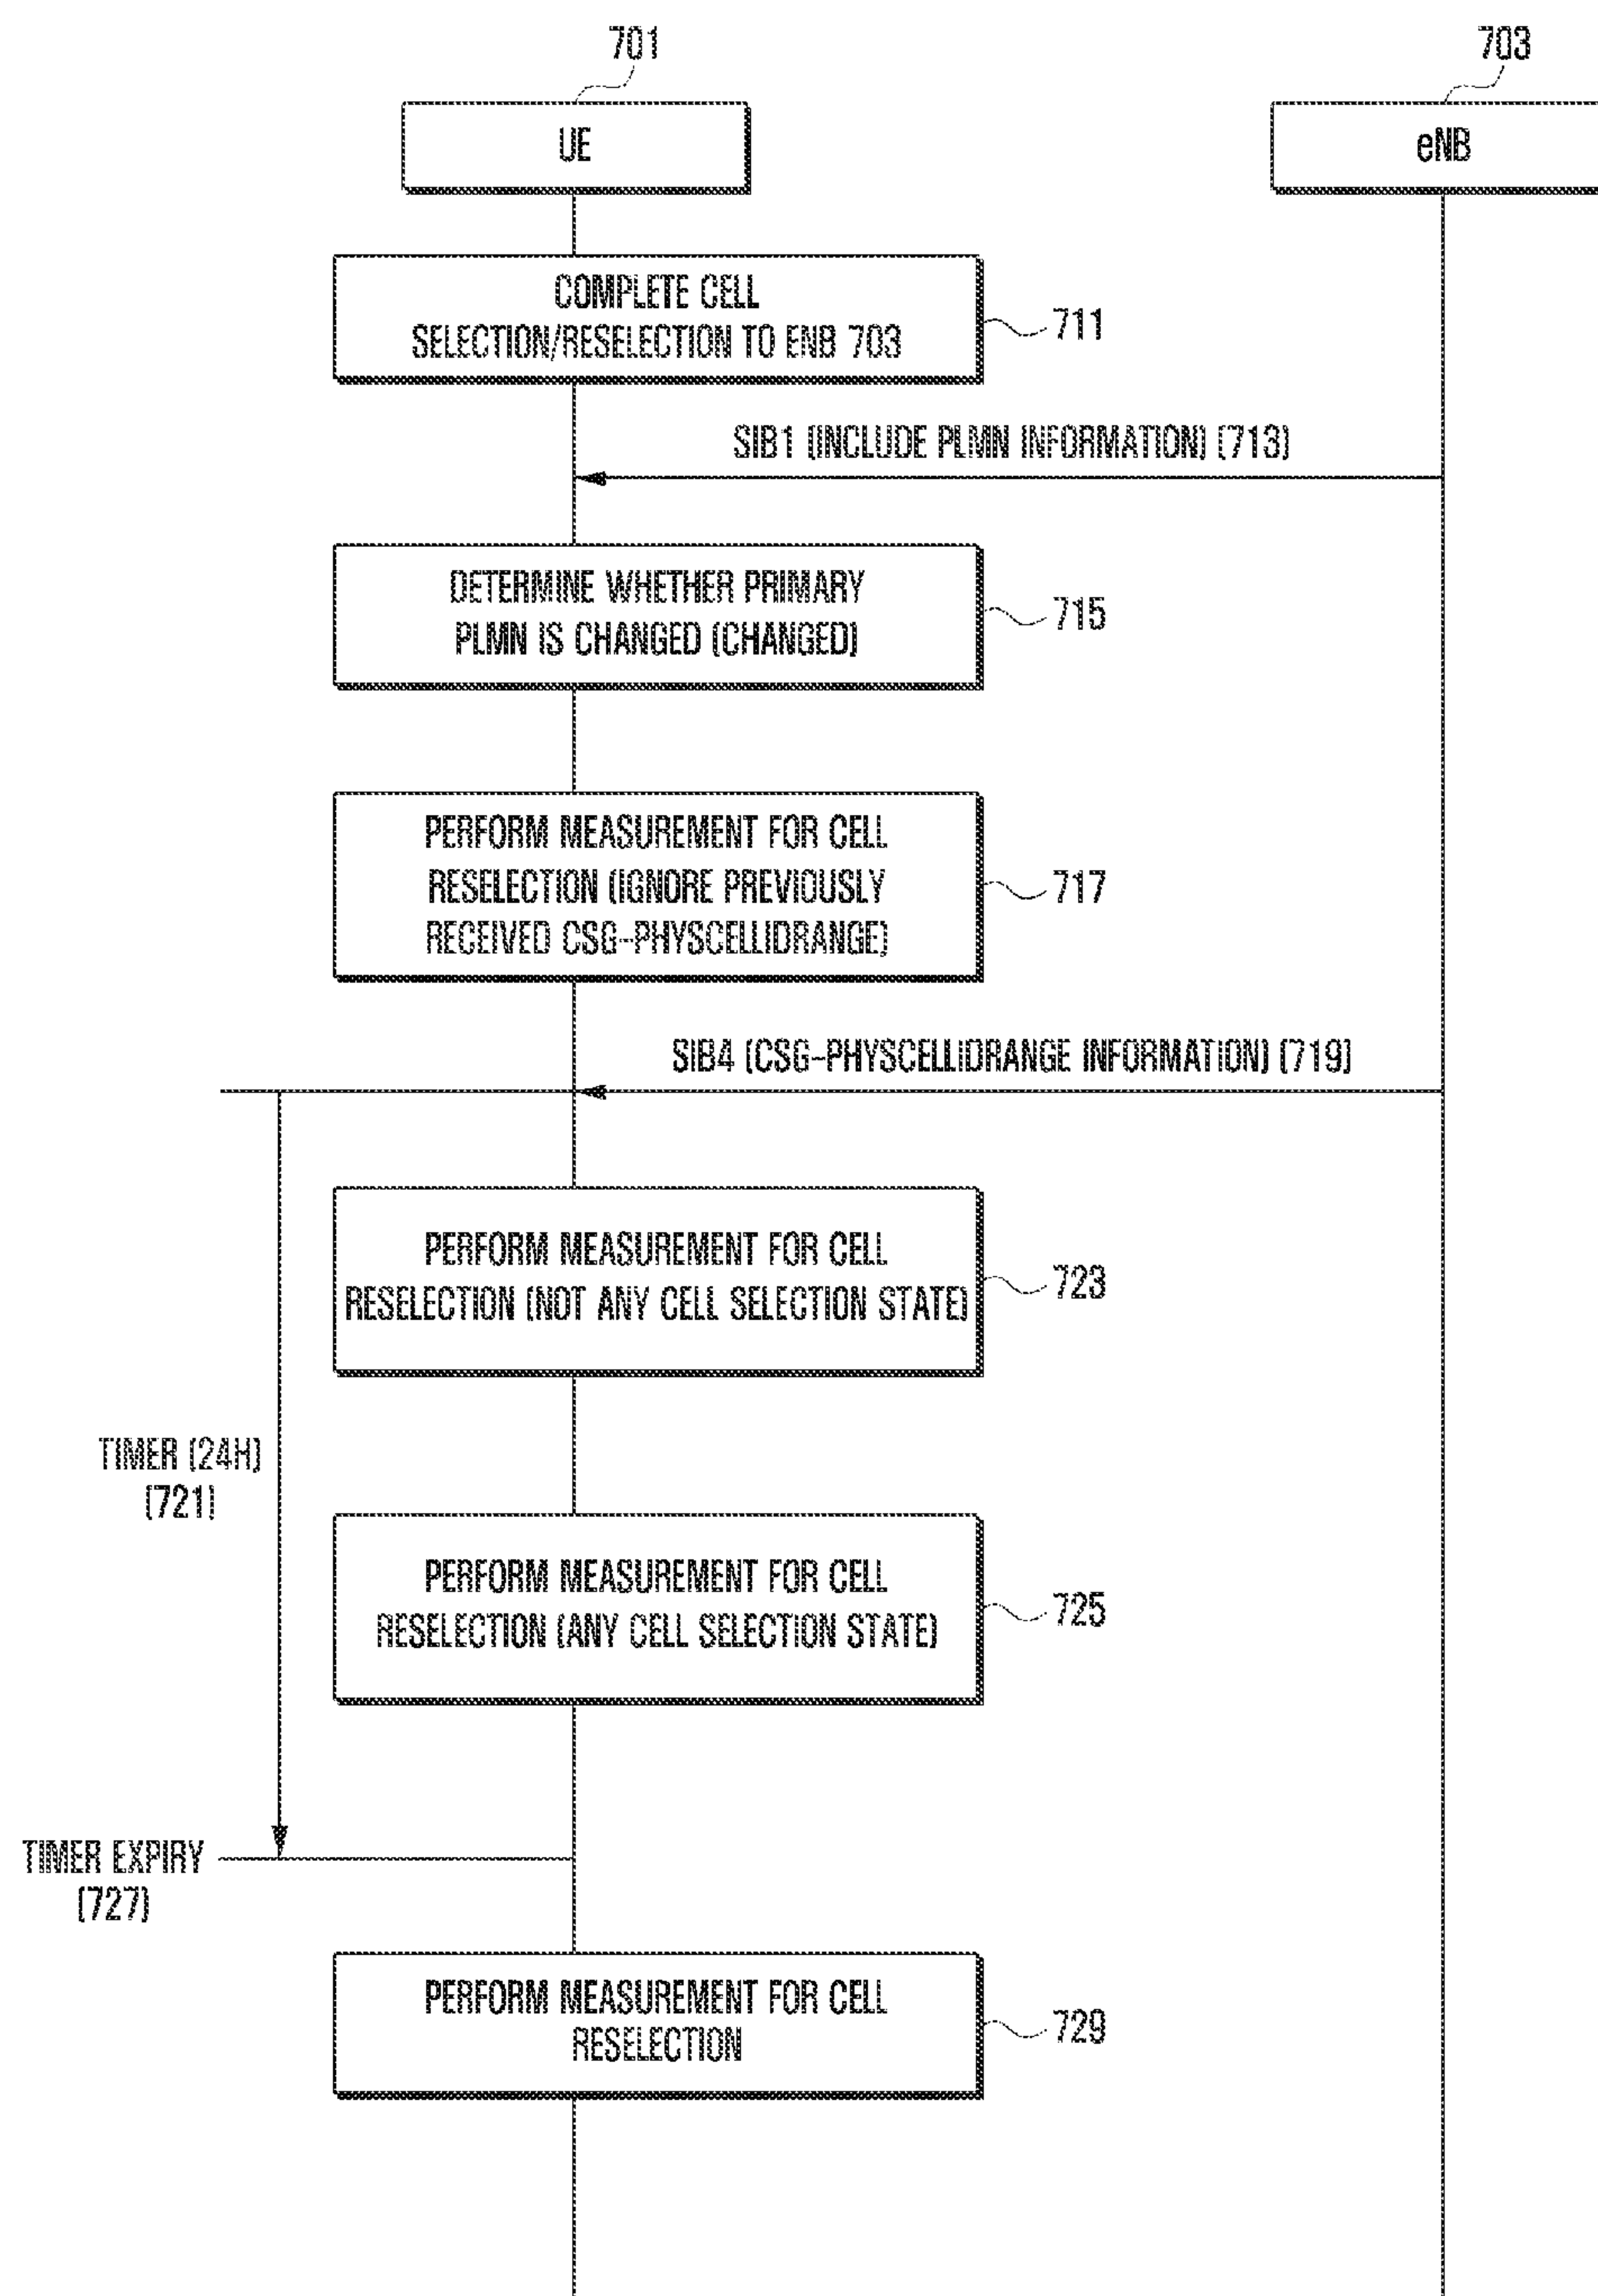 701
703
UE
eNB
COMPLETE CELL
SELECTION/RESELECTION TO ENB 703
711
SIB1 (INCLUDE PLMN INFORMATION) (713)
DETERMINE WHETHER PRIMARY
PLMN IS CHANGED (CHANGED)
715
PERFORM MEASUREMENT FOR CELL
RESELECTION (IGNORE PREVIOUSLY
RECEIVED CSG-PHYSCELLIDRANGE)
717
SIB4 (CSG-PHYSCELLIDRANGE INFORMATION) (719)
PERFORM MEASUREMENT FOR CELL
RESELECTION (NOT ANY CELL SELECTION STATE)
723
TIMER (24H)
(721)
PERFORM MEASUREMENT FOR CELL
RESELECTION (ANY CELL SELECTION STATE)
725
TIMER EXPIRY
(727)
PERFORM MEASUREMENT FOR CELL
RESELECTION
729